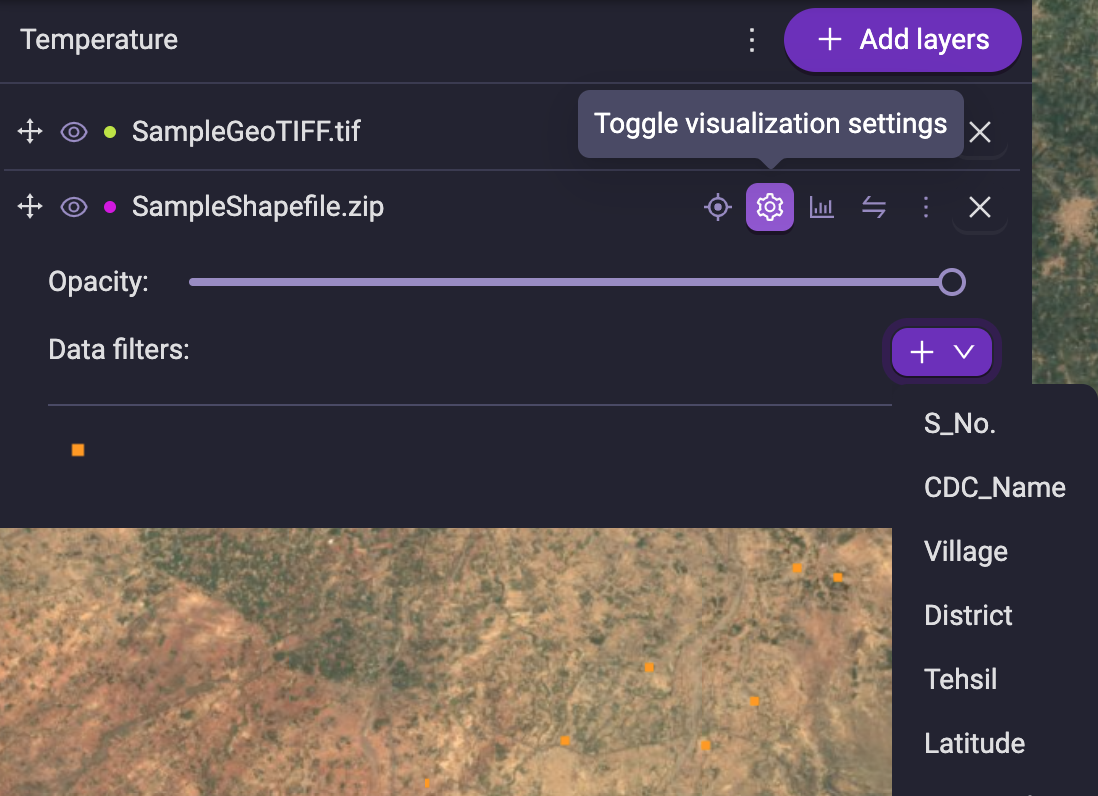 Temperature
Add layers
SampleGeoTIFF.tif
Toggle visualization settings
SampleShapefile.zip
Opacity:
Data filters:
S_No.
CDC_Name
Village
District
Tehsil
Latitude